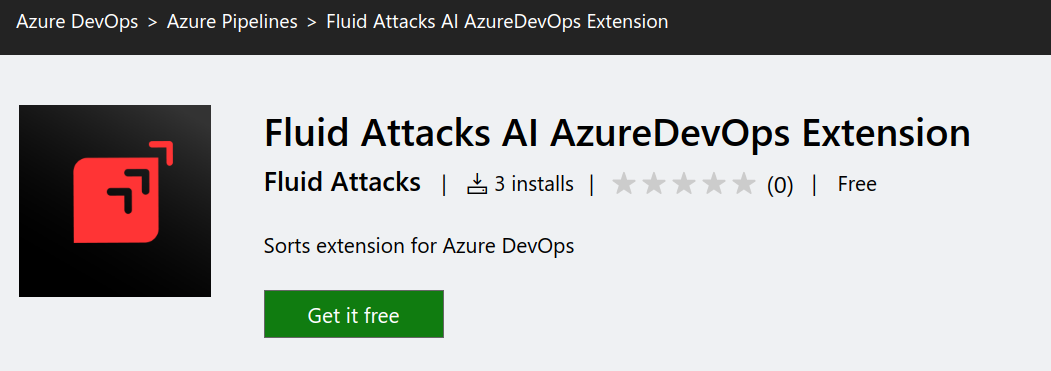 Azure DevOps > Azure Pipelines > Fluid Attacks AI AzureDevOps Extension
Fluid Attacks AI AzureDevOps Extension
Fluid Attacks | 3 installs | (0) | Free
Sorts extension for Azure DevOps
Get it free